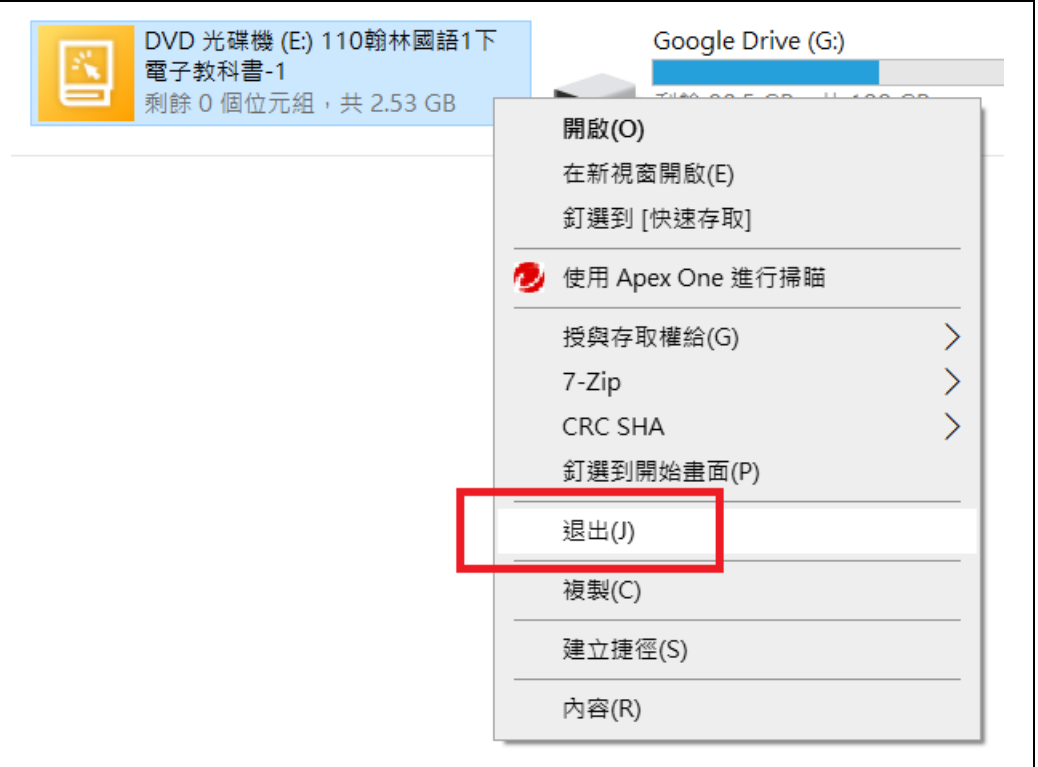 DVD 光碟機 (E:) 110翰林國語1下
電子教科書-1
剩餘 0 個位元組，共 2.53 GB
Google Drive (G:)
開啟(O)
在新視窗開啟(E)
釘選到 [快速存取]
使用 Apex One 進行掃瞄
授與存取權給(G)
7-Zip
CRC SHA
釘選到開始畫面(P)
退出(J)
複製(C)
建立捷徑(S)
內容(R)